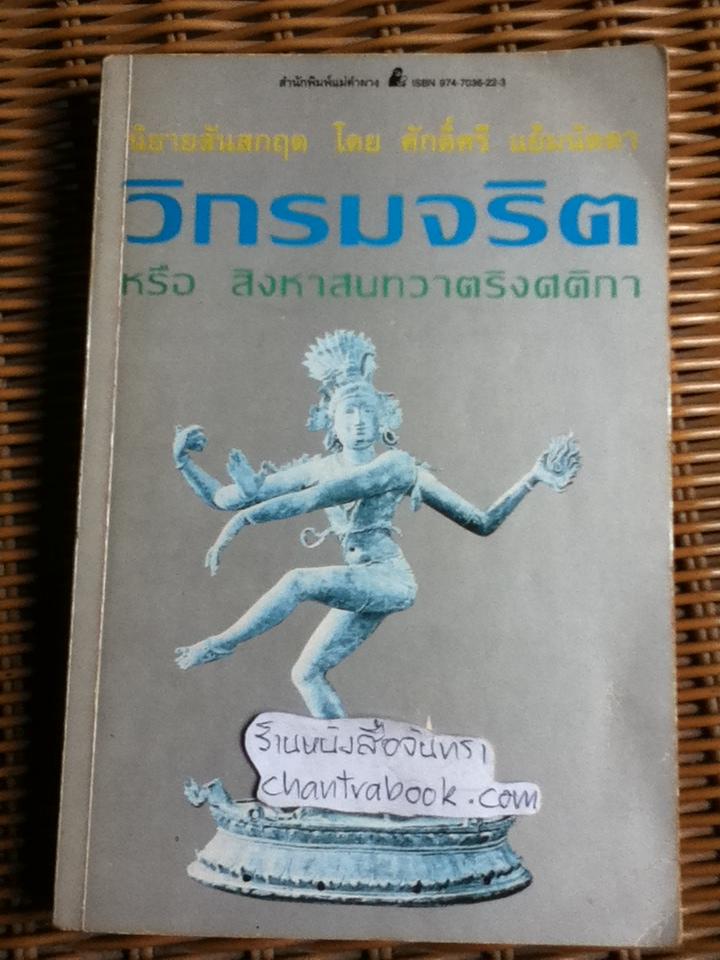 สำนักพิมพ์แม่คำผาง ISBN 974-7036-22-3
นิยายสันสกฤต โดย ศักดิ์ศรี แย้มนัดดา
วิกรมจริต
หรือ สิงหาสนทวาตริงศติกา
ร้านหนังสือจันทรา
chantrabook.com